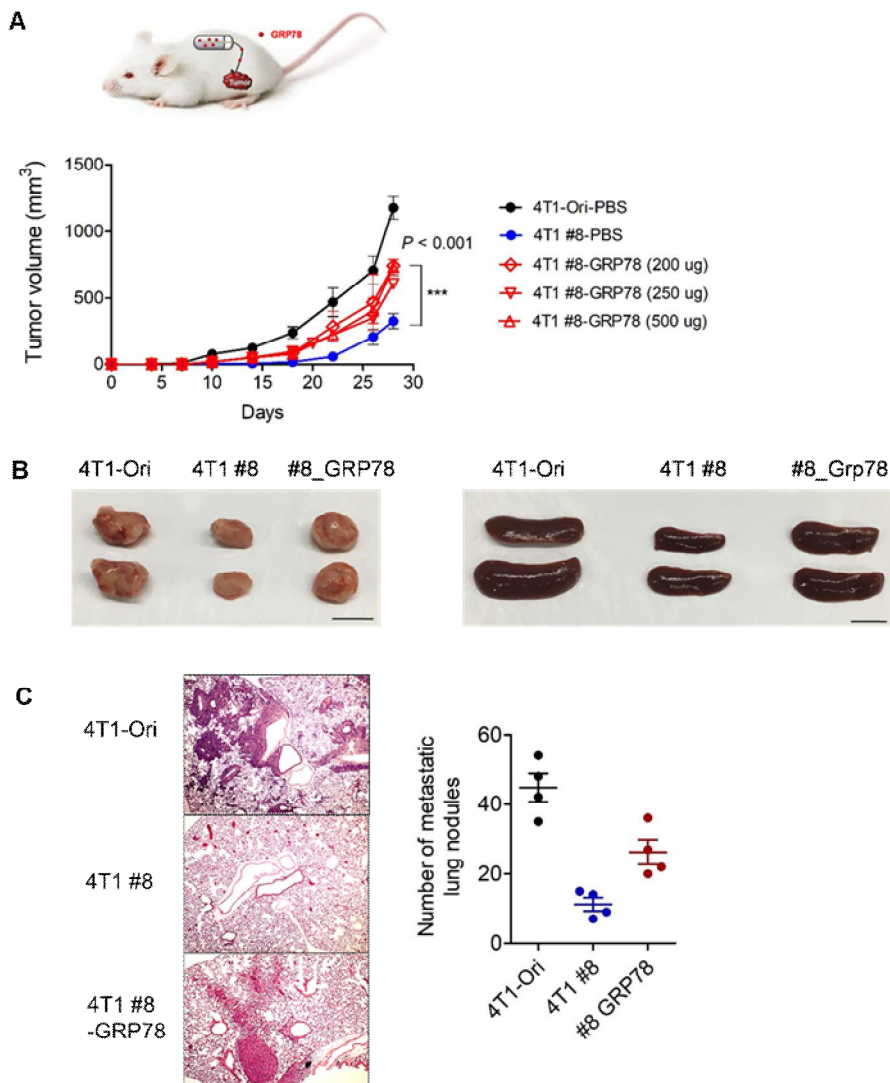 A
GRP78
Tumor
Tumor volume (mm³)
1500
1000
500
0
0 5 10 15 20 25 30
Days
P < 0.001
***
4T1-Ori-PBS
4T1 #8-PBS
4T1 #8-GRP78 (200 ug)
4T1 #8-GRP78 (250 ug)
4T1 #8-GRP78 (500 ug)
B
4T1-Ori 4T1 #8 #8_GRP78
4T1-Ori 4T1 #8 #8_Grp78
C
4T1-Ori
4T1 #8
4T1 #8
-GRP78
Number of metastatic
lung nodules
60
40
20
0
4T1-Ori
4T1 #8
#8 GRP78